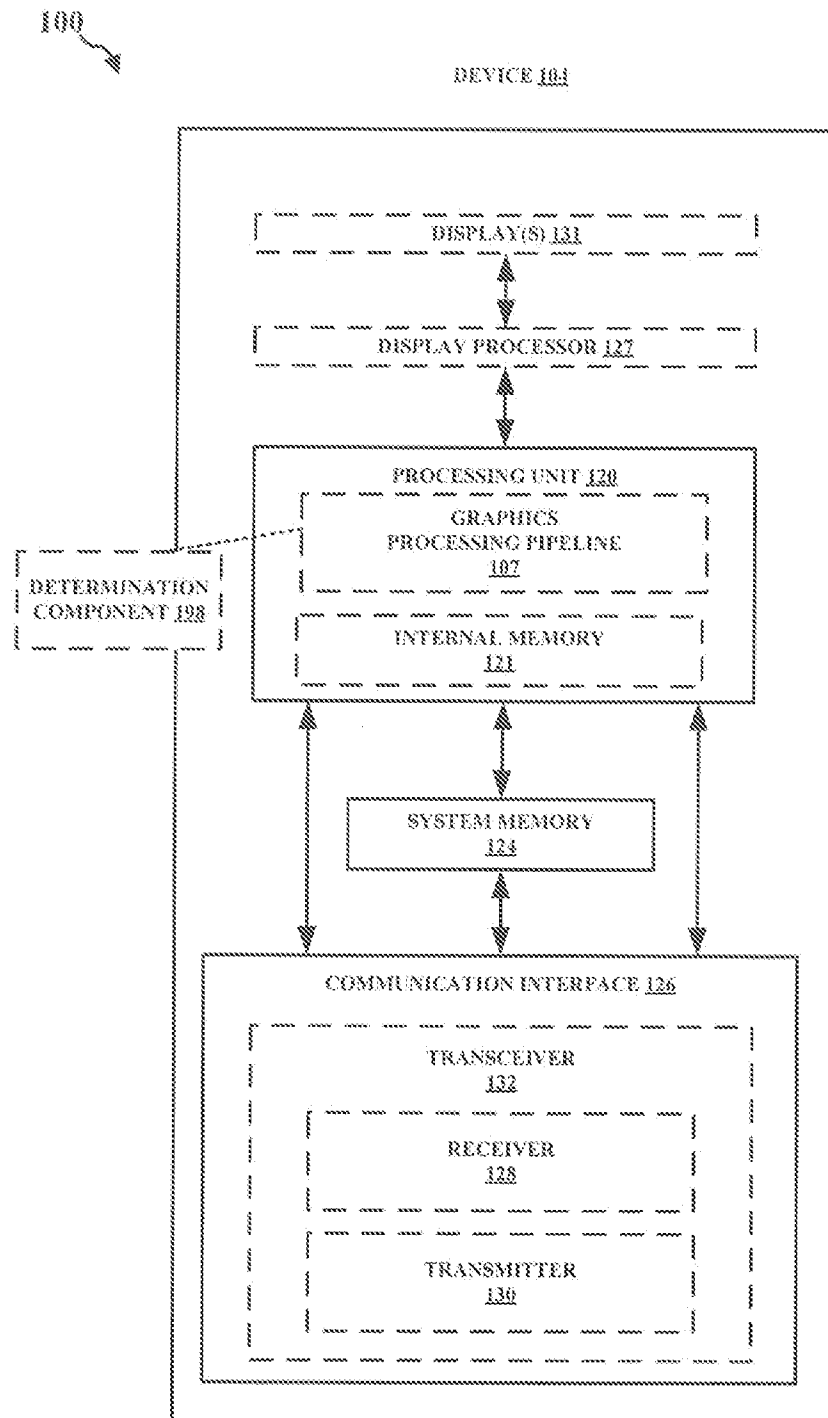 100
DEVICE 104
DISPLAY(S) 131
DISPLAY PROCESSOR 127
PROCESSING UNIT 120
GRAPHICS
PROCESSING PIPELINE
107
DETERMINATION
COMPONENT 198
INTERNAL MEMORY
121
SYSTEM MEMORY
124
COMMUNICATION INTERFACE 126
TRANSCEIVER
132
RECEIVER
128
TRANSMITTER
130